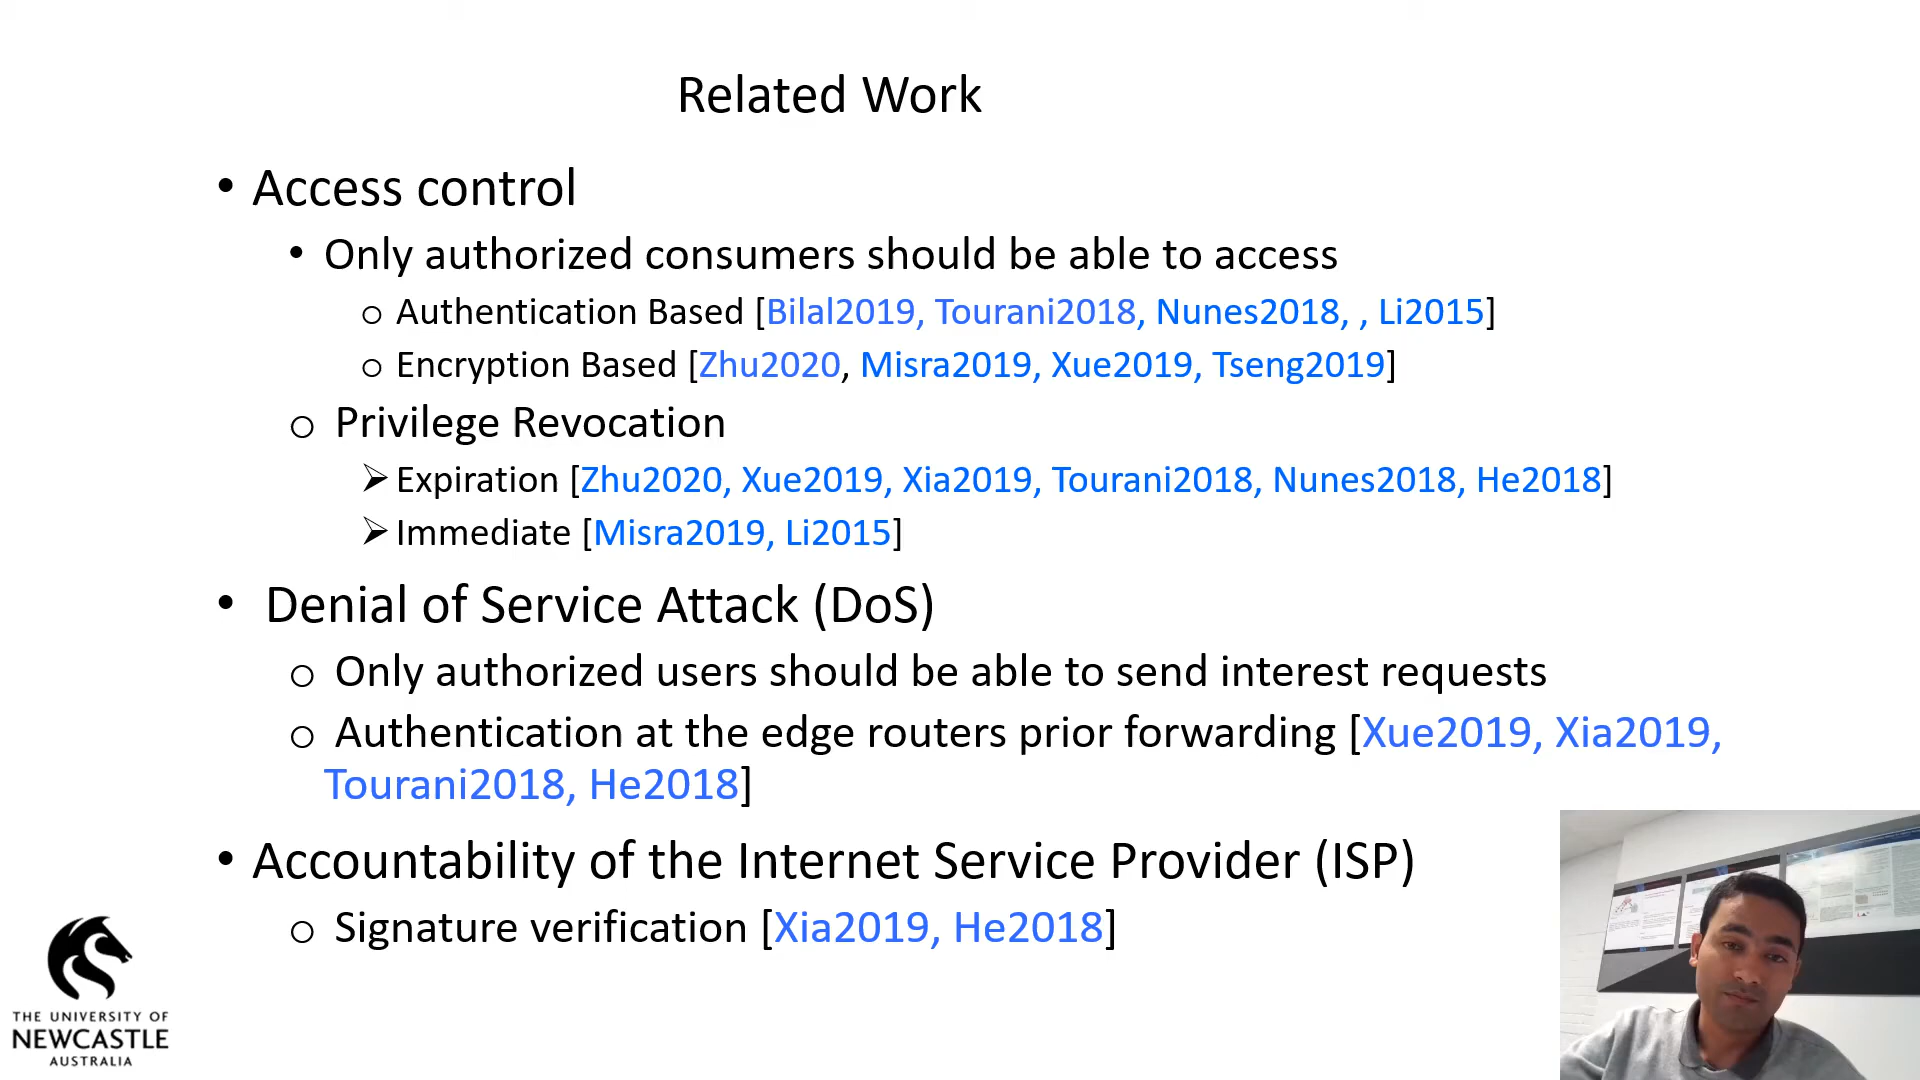 Related Work
• Access control
• Only authorized consumers should be able to access
o Authentication Based [Bilal2019, Tourani2018, Nunes2018, , Li2015]
o Encryption Based [Zhu2020, Misra2019, Xue2019, Tseng2019]
o Privilege Revocation
➢ Expiration [Zhu2020, Xue2019, Xia2019, Tourani2018, Nunes2018, He2018]
➢ Immediate [Misra2019, Li2015]
• Denial of Service Attack (DoS)
o Only authorized users should be able to send interest requests
o Authentication at the edge routers prior forwarding [Xue2019, Xia2019,
Tourani2018, He2018]
• Accountability of the Internet Service Provider (ISP)
o Signature verification [Xia2019, He2018]
THE UNIVERSITY OF
NEWCASTLE
AUSTRALIA